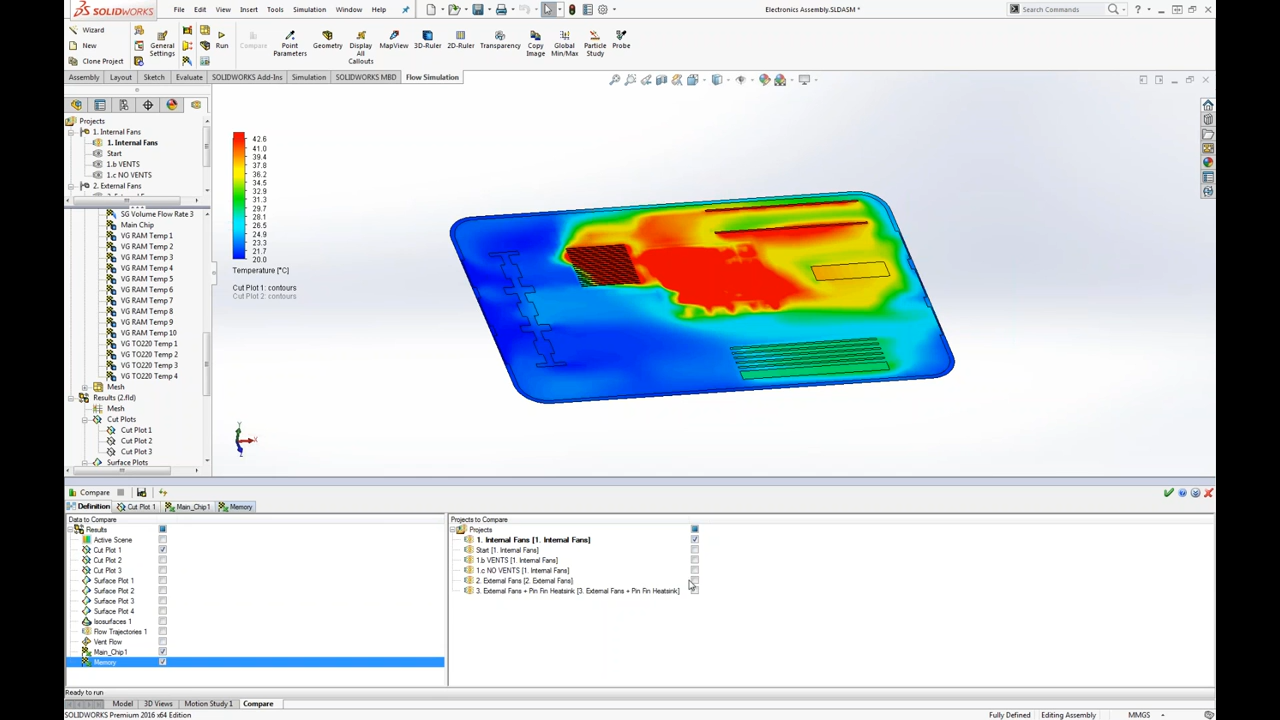 SOLIDWORKS File Edit View Insert Tools Simulation Window Help Electronics Assembly.SLDASM * Search Commands
Wizard
New
Clone Project
General Settings
Run
Compare
Point Parameters
Geometry
Display All Callouts
MapView
3D-Ruler
2D-Ruler
Transparency
Copy Image
Global Min/Max
Particle Study
Probe
Assembly Layout Sketch Evaluate SOLIDWORKS Add-Ins Simulation SOLIDWORKS MBD Flow Simulation
Projects
1. Internal Fans
1. Internal Fans
Start
1.b VENTS
1.c NO VENTS
2. External Fans
SG Volume Flow Rate 3
Main Chip
VG RAM Temp 1
VG RAM Temp 2
VG RAM Temp 3
VG RAM Temp 4
VG RAM Temp 5
VG RAM Temp 6
VG RAM Temp 7
VG RAM Temp 8
VG RAM Temp 9
VG RAM Temp 10
VG TO220 Temp 1
VG TO220 Temp 2
VG TO220 Temp 3
VG TO220 Temp 4
Mesh
Results (2.fld)
Mesh
Cut Plots
Cut Plot 1
Cut Plot 2
Cut Plot 3
Surface Plots
42.6
41.0
39.4
37.8
36.2
34.5
32.9
31.3
29.7
28.1
26.5
24.9
23.3
21.7
20.0
Temperature [°C]
Cut Plot 1: contours
Cut Plot 2: contours
Y
X
Z
Compare
Definition Cut Plot 1 Main_Chip1 Memory
Data to Compare
Results
Active Scene
Cut Plot 1
Cut Plot 2
Cut Plot 3
Surface Plot 1
Surface Plot 2
Surface Plot 3
Surface Plot 4
Isosurfaces 1
Flow Trajectories 1
Vent Flow
Main_Chip1
Memory
Projects to Compare
Projects
1. Internal Fans [1. Internal Fans]
Start [1. Internal Fans]
1.b VENTS [1. Internal Fans]
1.c NO VENTS [1. Internal Fans]
2. External Fans [2. External Fans]
3. External Fans + Pin Fin Heatsink [3. External Fans + Pin Fin Heatsink]
Ready to run
Model 3D Views Motion Study 1 Compare
SOLIDWORKS Premium 2016 x64 Edition Fully Defined Editing Assembly MMGS